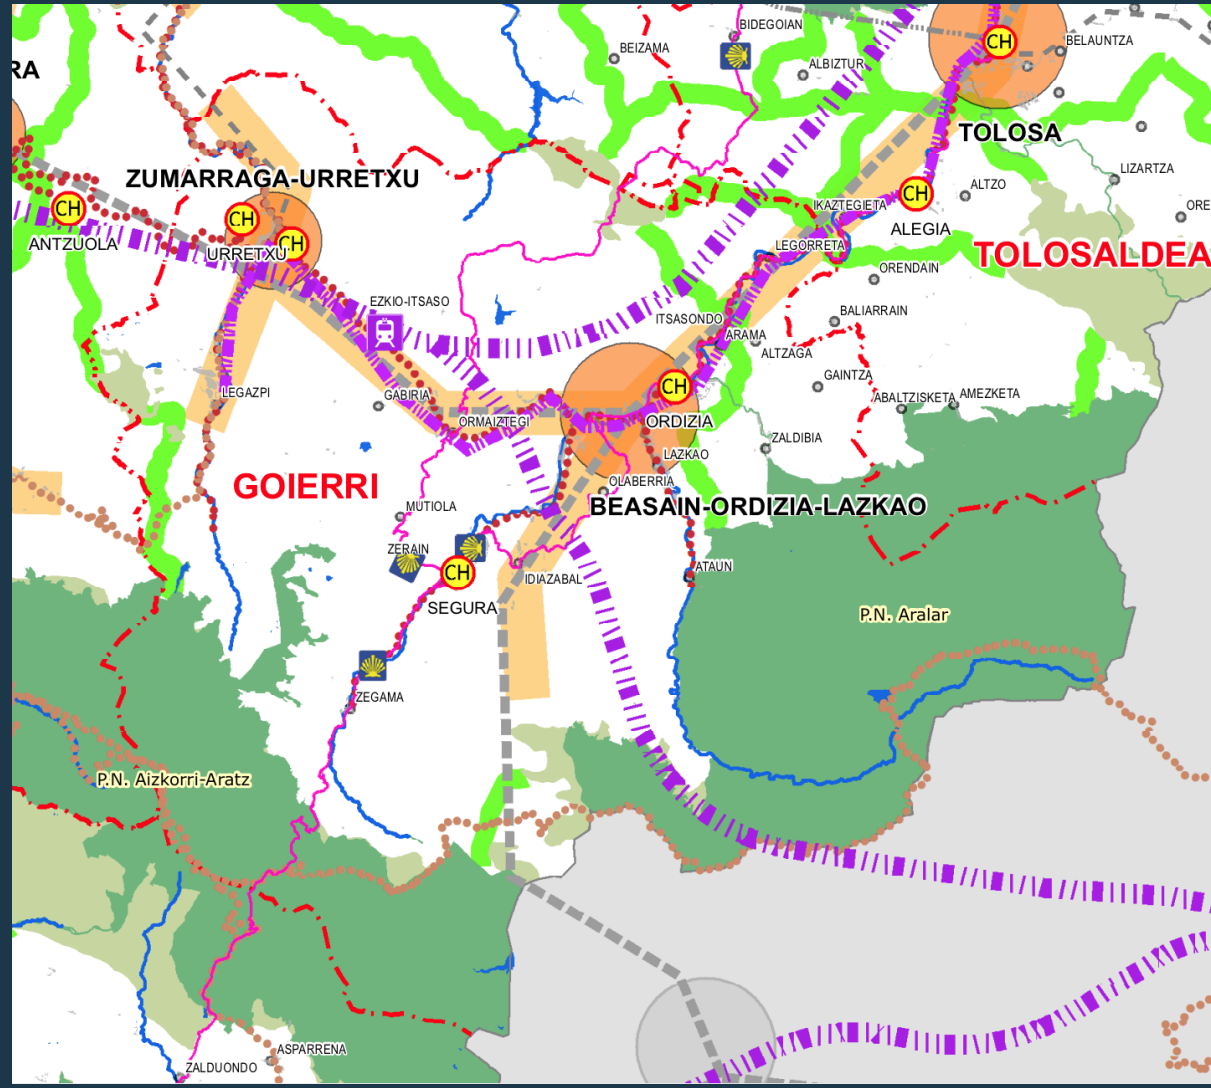 BIDEGOIAN
BEIZAMA
CH
BELAUNTZA
RA
ALBIZTUR
TOLOSA
LIZARTZA
ZUMARRAGA-URRETXU
ALTZO
CH
CH
CH
IKAZTEGIETA
ORE
ANTZUOLA
URRETXU
CH
LEGORRETA
ALEGIA
TOLOSALDEA
ORENDAIN
EZKIO-ITSASO
ITSASONDO
BALIARRAIN
ARAMA
ALTZAGA
LEGAZPI
GABIRIA
CH
GAINTZA
ABALTZISKETA
AMEZKETA
ORMAIZTEGI
ORDIZIA
ZALDIBIA
LAZKAO
GOIERRI
OLABERRIA
MUTIOLA
BEASAIN-ORDIZIA-LAZKAO
ZERAIN
CH
IDIAZABAL
ATAUN
SEGURA
P.N. Aralar
ZEGAMA
P.N. Aizkorri-Aratz
ASPARRENA
ZALDUONDO